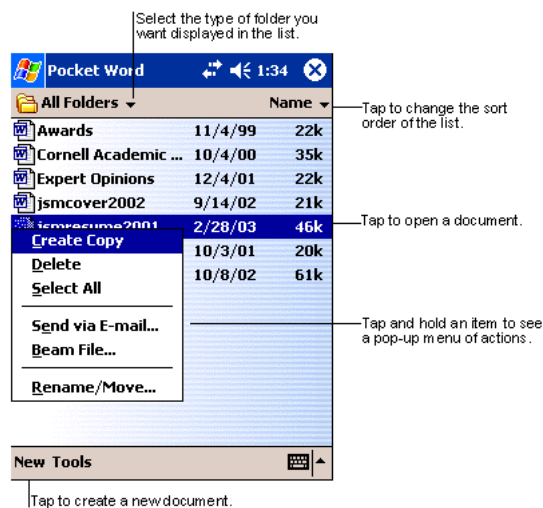 Select the type of folder you
want displayed in the list.
Pocket Word 1:34
All Folders Name
Tap to change the sort
order of the list.
Awards 11/4/99 22k
Cornell Academic ... 10/4/00 35k
Expert Opinions 12/4/01 22k
jsmcover2002 9/14/02 21k
jsmresume2001 2/28/03 46k
Tap to open a document.
Create Copy
10/3/01 20k
Delete
10/8/02 61k
Select All
Send via E-mail...
Tap and hold an item to see
a pop-up menu of actions.
Beam File...
Rename/Move...
New Tools
Tap to create a new document.